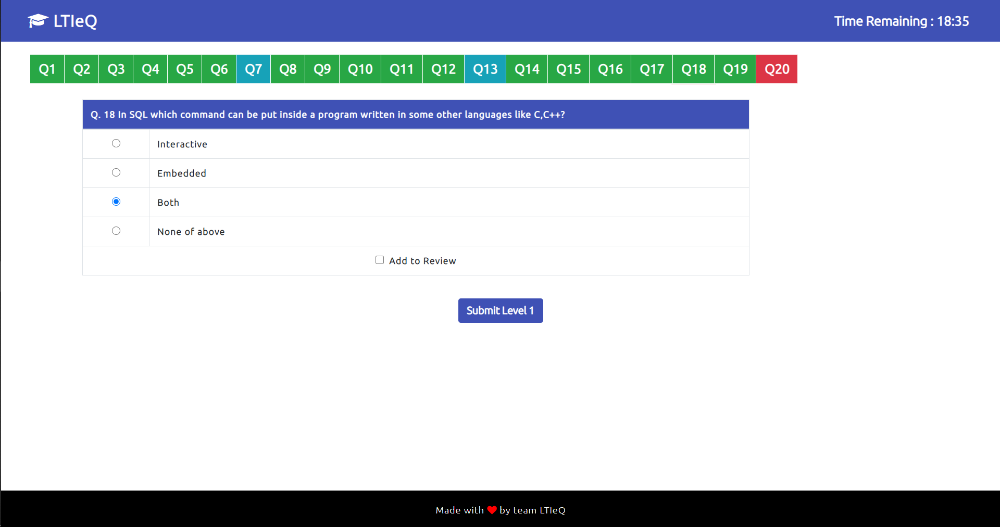 LTIeQ
Time Remaining : 18:35
Q1 Q2 Q3 Q4 Q5 Q6 Q7 Q8 Q9 Q10 Q11 Q12 Q13 Q14 Q15 Q16 Q17 Q18 Q19 Q20
Q. 18 In SQL which command can be put inside a program written in some other languages like C,C++?
Interactive
Embedded
Both
None of above
Add to Review
Submit Level 1
Made with ❤ by team LTIeQ